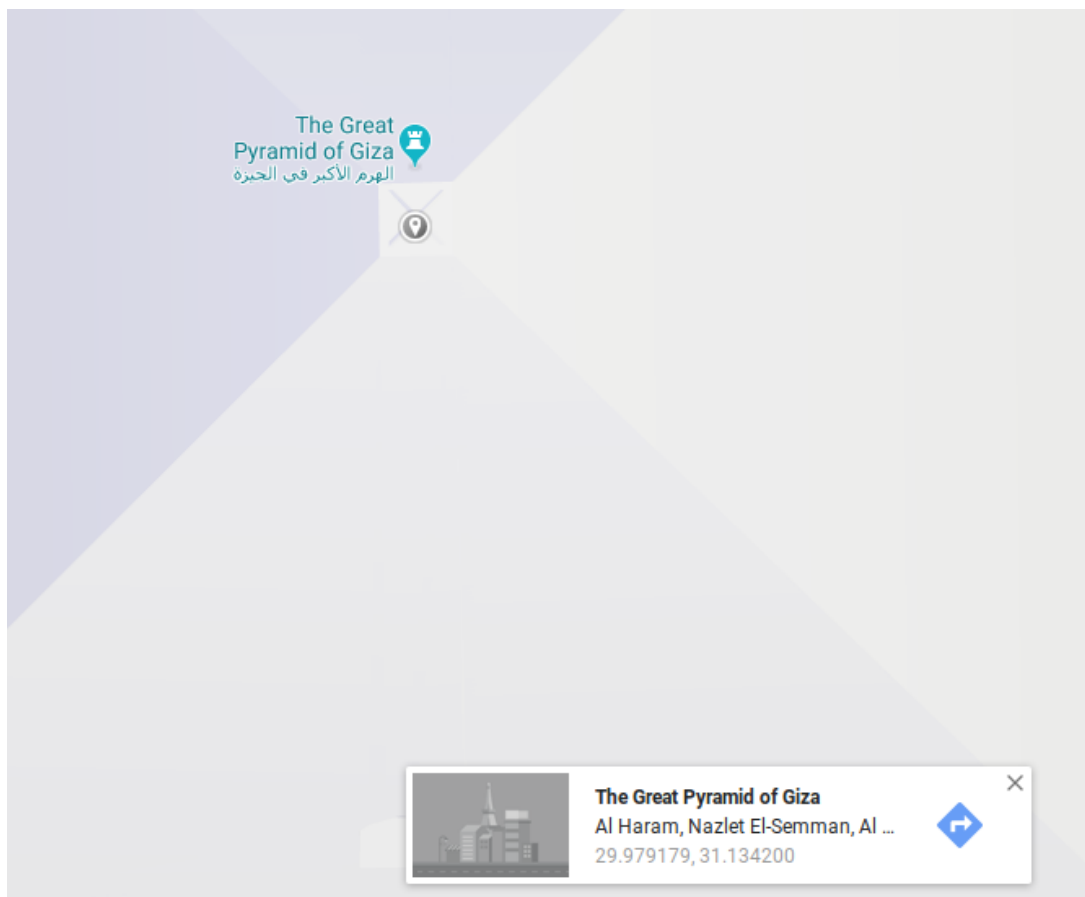 The Great
Pyramid of Giza
الهرم الأكبر في الجيزة
The Great Pyramid of Giza
Al Haram, Nazlet El-Semman, Al ...
29.979179, 31.134200